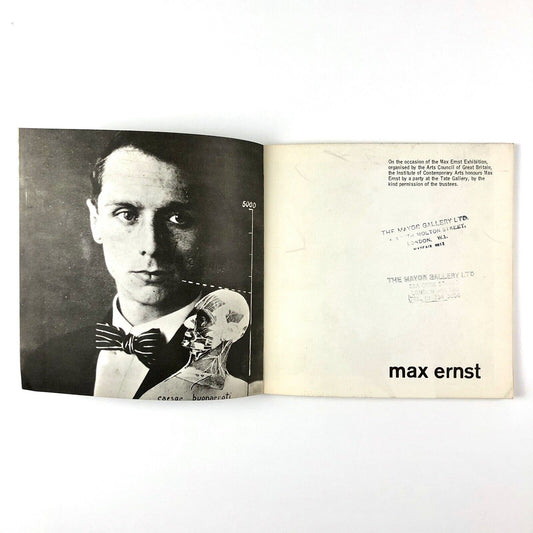 5000
caesar buonarroti
On the occasion of the Max Ernst Exhibition,
organised by the Arts Council of Great Britain,
the Institute of Contemporary Arts honours Max
Ernst by a party at the Tate Gallery, by the
kind permission of the trustees.
THE MAYOR GALLERY LTD.
MOLTON STREET,
LONDON, W.1.
MAYFAIR
THE MAYOR GALLERY LTD
max ernst